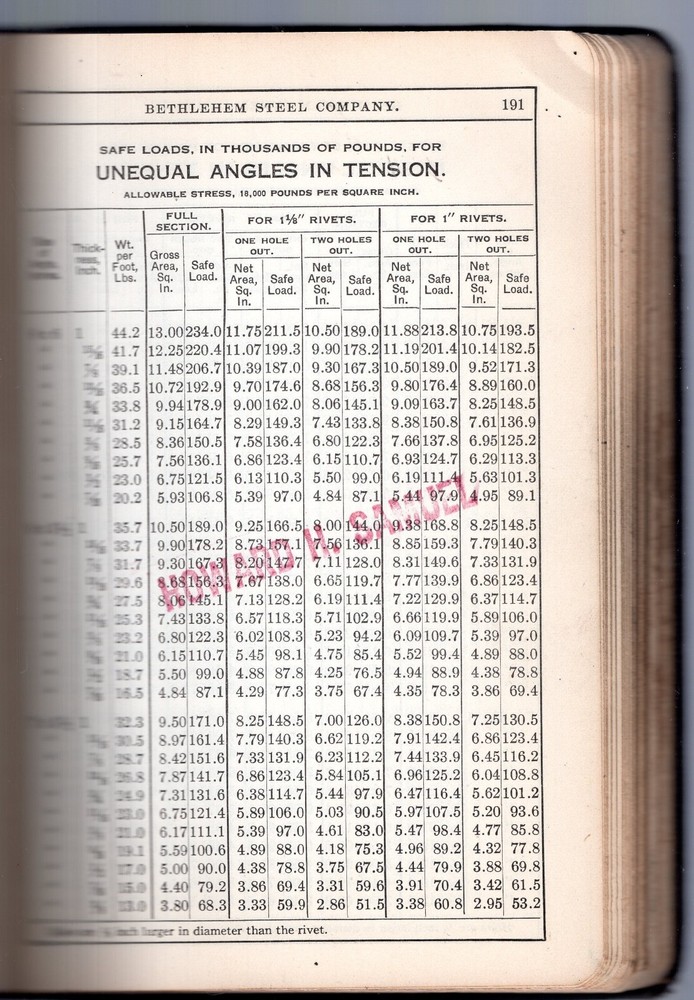 BETHLEHEM STEEL COMPANY. 191
SAFE LOADS, IN THOUSANDS OF POUNDS, FOR
UNEQUAL ANGLES IN TENSION.
ALLOWABLE STRESS, 18,000 POUNDS PER SQUARE INCH.
FULL SECTION. FOR 1⅛″ RIVETS. FOR 1″ RIVETS.
ONE HOLE OUT. TWO HOLES OUT. ONE HOLE OUT. TWO HOLES OUT.
Thick-ness, Inch. Wt. per Foot, Lbs. Gross Area, Sq. In. Safe Load. Net Area, Sq. In. Safe Load. Net Area, Sq. In. Safe Load. Net Area, Sq. In. Safe Load. Net Area, Sq. In. Safe Load.
1 44.2 13.00 234.0 11.75 211.5 10.50 189.0 11.88 213.8 10.75 193.5
41.7 12.25 220.4 11.07 199.3 9.90 178.2 11.19 201.4 10.14 182.5
39.1 11.48 206.7 10.39 187.0 9.30 167.3 10.50 189.0 9.52 171.3
36.5 10.72 192.9 9.70 174.6 8.68 156.3 9.80 176.4 8.89 160.0
33.8 9.94 178.9 9.00 162.0 8.06 145.1 9.09 163.7 8.25 148.5
31.2 9.15 164.7 8.29 149.3 7.43 133.8 8.38 150.8 7.61 136.9
28.5 8.36 150.5 7.58 136.4 6.80 122.3 7.66 137.8 6.95 125.2
25.7 7.56 136.1 6.86 123.4 6.15 110.7 6.93 124.7 6.29 113.3
23.0 6.75 121.5 6.13 110.3 5.50 99.0 6.19 111.4 5.63 101.3
20.2 5.93 106.8 5.39 97.0 4.84 87.1 5.44 97.9 4.95 89.1
35.7 10.50 189.0 9.25 166.5 8.00 144.0 9.38 168.8 8.25 148.5
33.7 9.90 178.2 8.73 157.1 7.56 136.1 8.85 159.3 7.79 140.3
31.7 9.30 167.3 8.20 147.7 7.11 128.0 8.31 149.6 7.33 131.9
29.6 8.68 156.3 7.67 138.0 6.65 119.7 7.77 139.9 6.86 123.4
27.5 8.06 145.1 7.13 128.2 6.19 111.4 7.22 129.9 6.37 114.7
25.3 7.43 133.8 6.57 118.3 5.71 102.9 6.66 119.9 5.89 106.0
23.2 6.80 122.3 6.02 108.3 5.23 94.2 6.09 109.7 5.39 97.0
21.0 6.15 110.7 5.45 98.1 4.75 85.4 5.52 99.4 4.89 88.0
18.7 5.50 99.0 4.88 87.8 4.25 76.5 4.94 88.9 4.38 78.8
16.5 4.84 87.1 4.29 77.3 3.75 67.4 4.35 78.3 3.86 69.4
HOWARD H. SAMUEL
32.3 9.50 171.0 8.25 148.5 7.00 126.0 8.38 150.8 7.25 130.5
30.5 8.97 161.4 7.79 140.3 6.62 119.2 7.91 142.4 6.86 123.4
28.7 8.42 151.6 7.33 131.9 6.23 112.2 7.44 133.9 6.45 116.2
26.8 7.87 141.7 6.86 123.4 5.84 105.1 6.96 125.2 6.04 108.8
24.9 7.31 131.6 6.38 114.7 5.44 97.9 6.47 116.4 5.62 101.2
23.0 6.75 121.4 5.89 106.0 5.03 90.5 5.97 107.5 5.20 93.6
21.0 6.17 111.1 5.39 97.0 4.61 83.0 5.47 98.4 4.77 85.8
19.1 5.59 100.6 4.89 88.0 4.18 75.3 4.96 89.2 4.32 77.8
17.0 5.00 90.0 4.38 78.8 3.75 67.5 4.44 79.9 3.88 69.8
15.0 4.40 79.2 3.86 69.4 3.31 59.6 3.91 70.4 3.42 61.5
13.0 3.80 68.3 3.33 59.9 2.86 51.5 3.38 60.8 2.95 53.2
inch larger in diameter than the rivet.